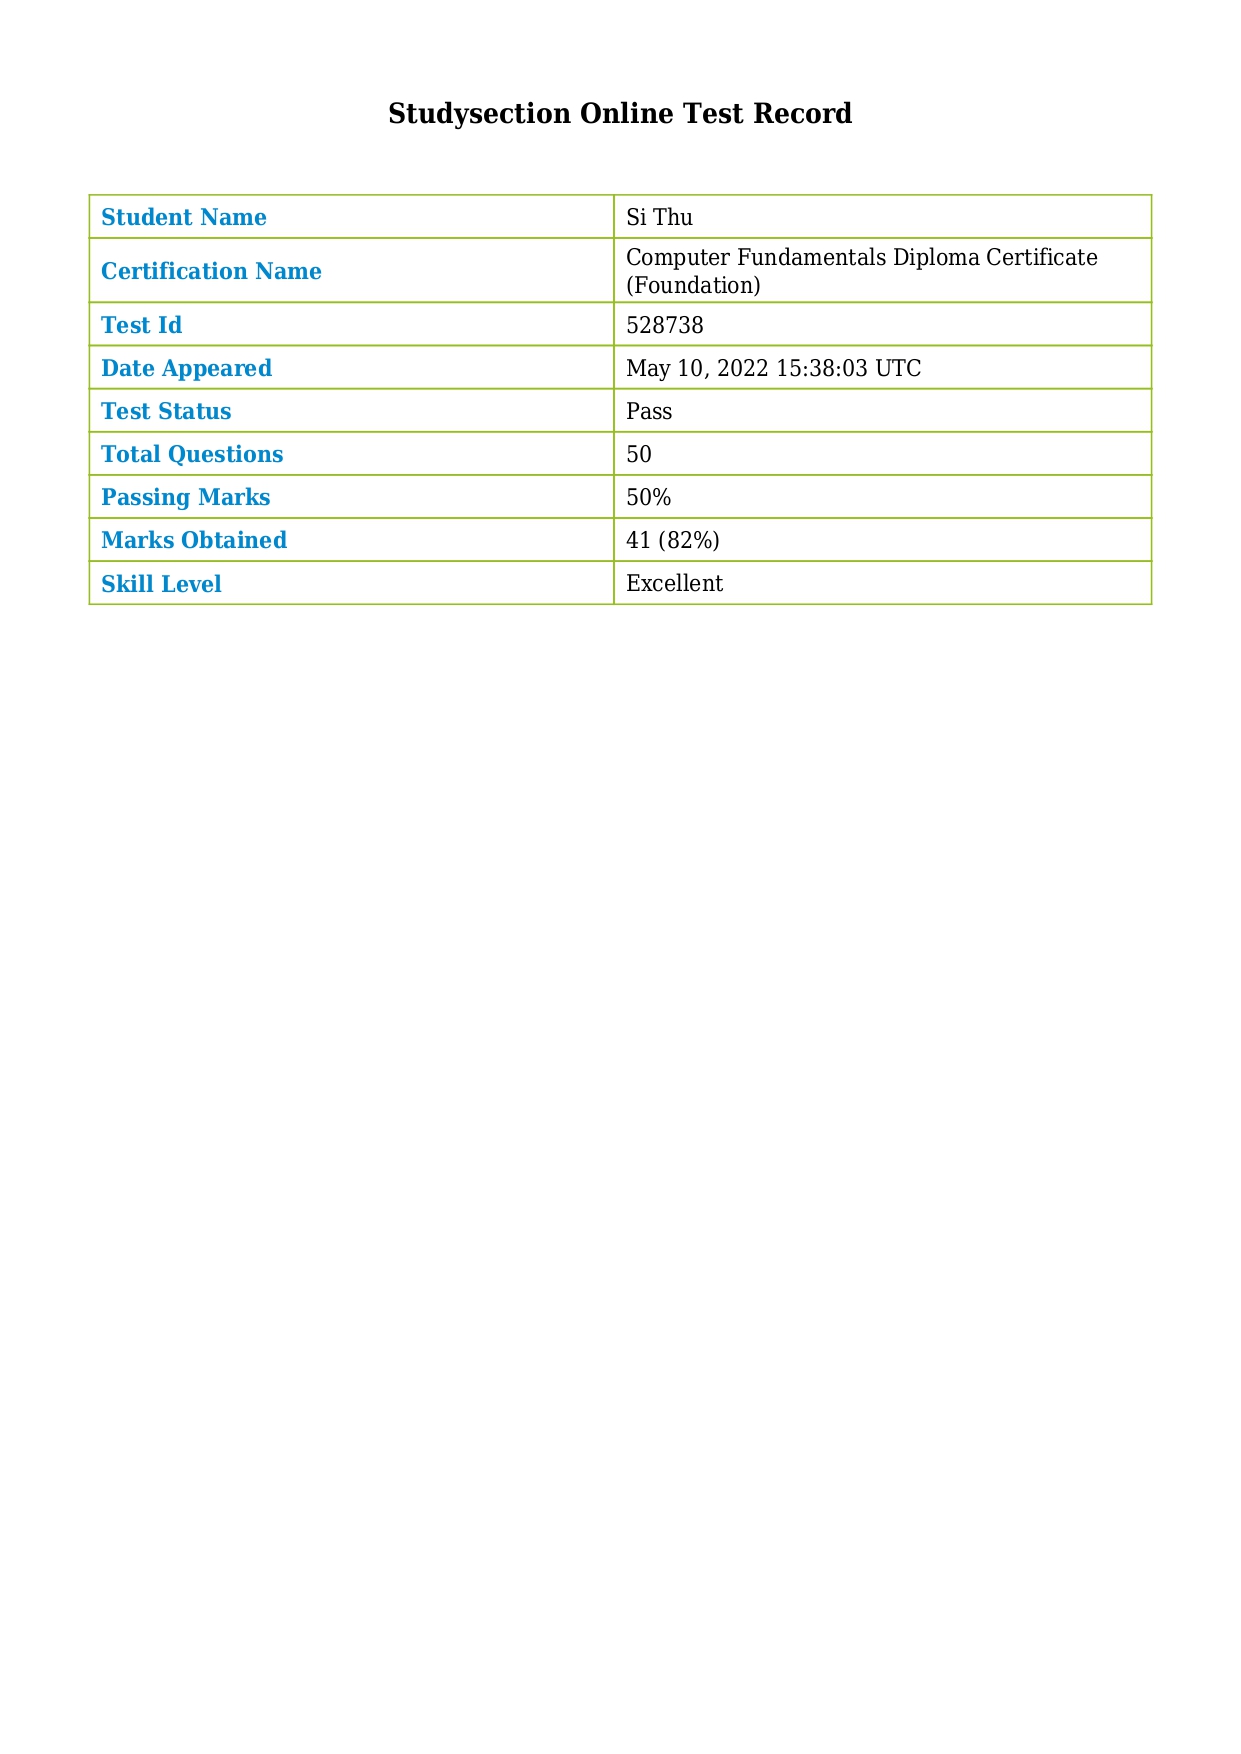 Studysection Online Test Record
Student Name Si Thu
Certification Name Computer Fundamentals Diploma Certificate
(Foundation)
Test Id 528738
Date Appeared May 10, 2022 15:38:03 UTC
Test Status Pass
Total Questions 50
Passing Marks 50%
Marks Obtained 41 (82%)
Skill Level Excellent